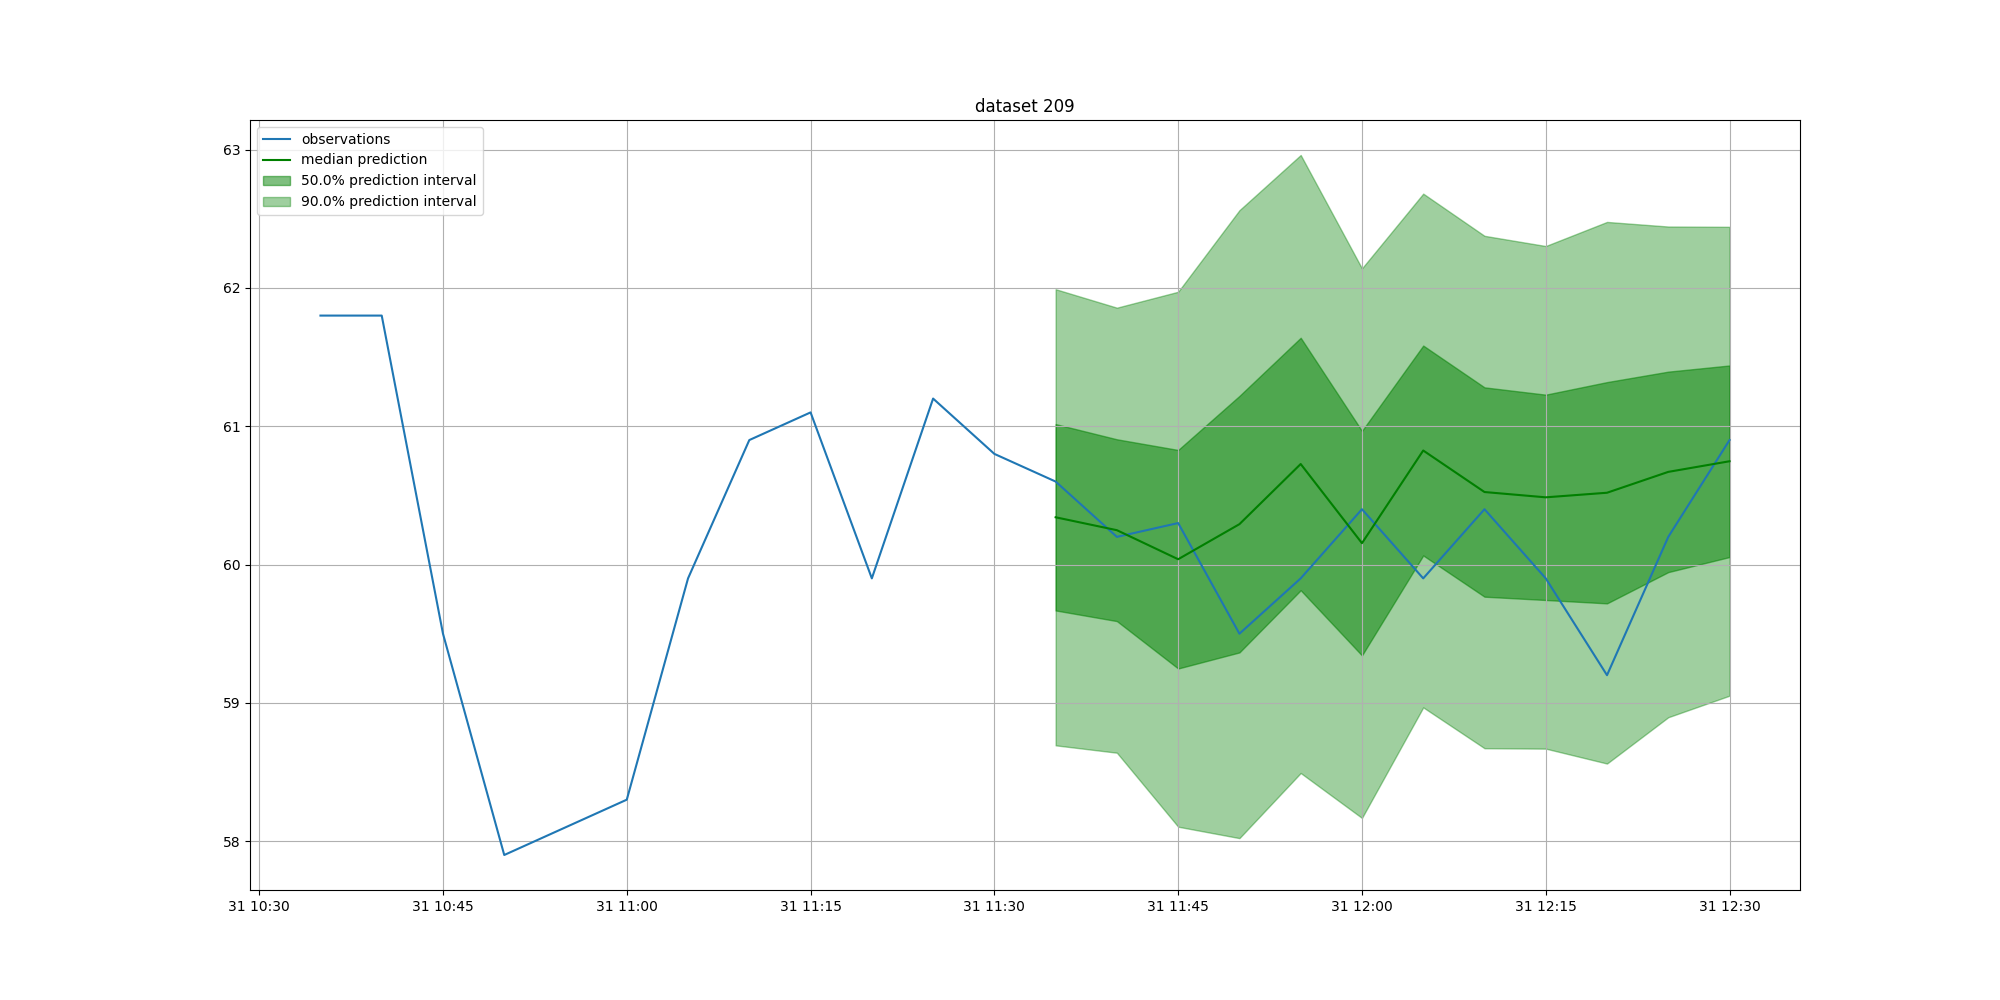 dataset 209
observations
median prediction
50.0% prediction interval
90.0% prediction interval
63
62
61
60
59
58
31 10:30 31 10:45 31 11:00 31 11:15 31 11:30 31 11:45 31 12:00 31 12:15 31 12:30